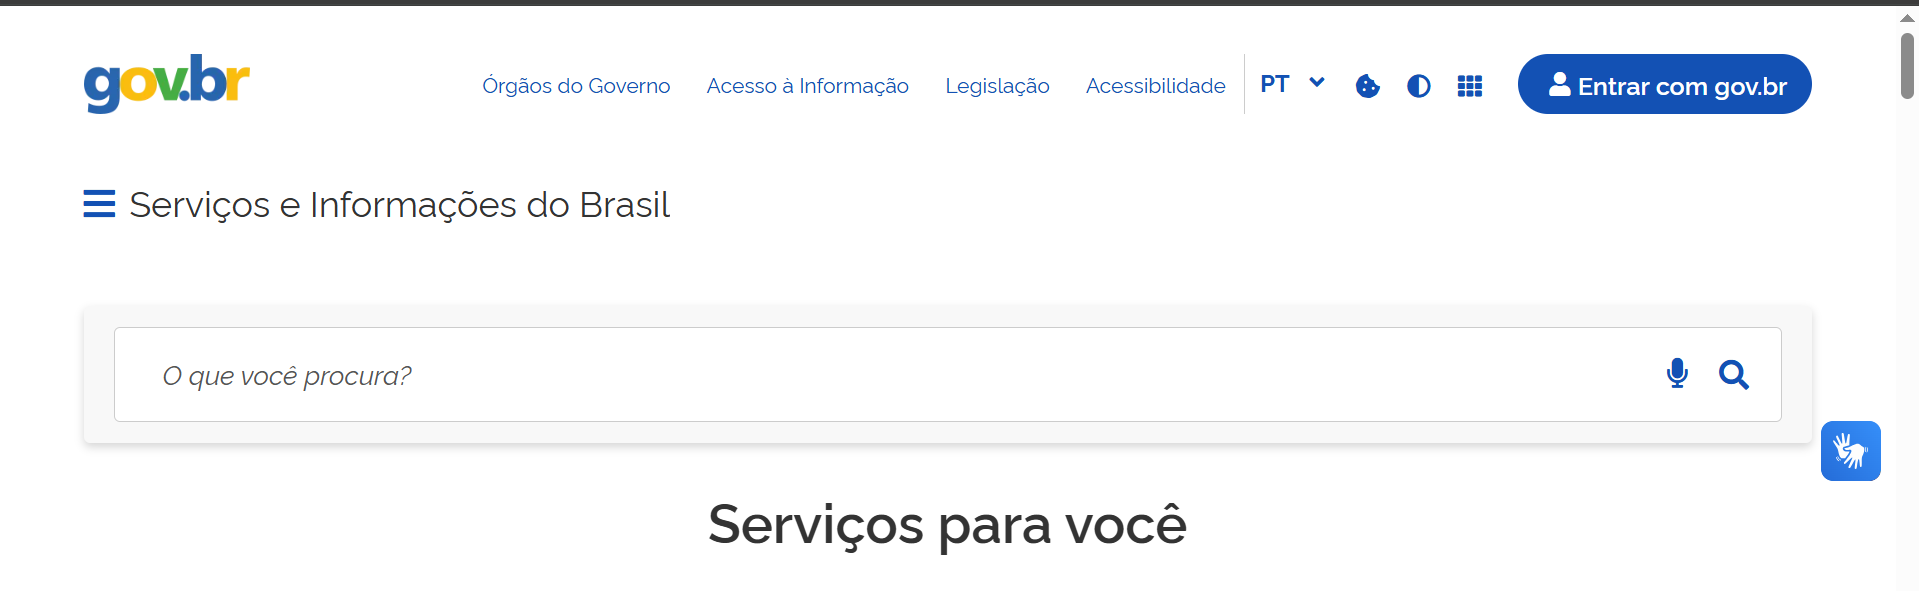 gov.br
Órgãos do Governo Acesso à Informação Legislação Acessibilidade PT Entrar com gov.br
Serviços e Informações do Brasil
O que você procura?
Serviços para você